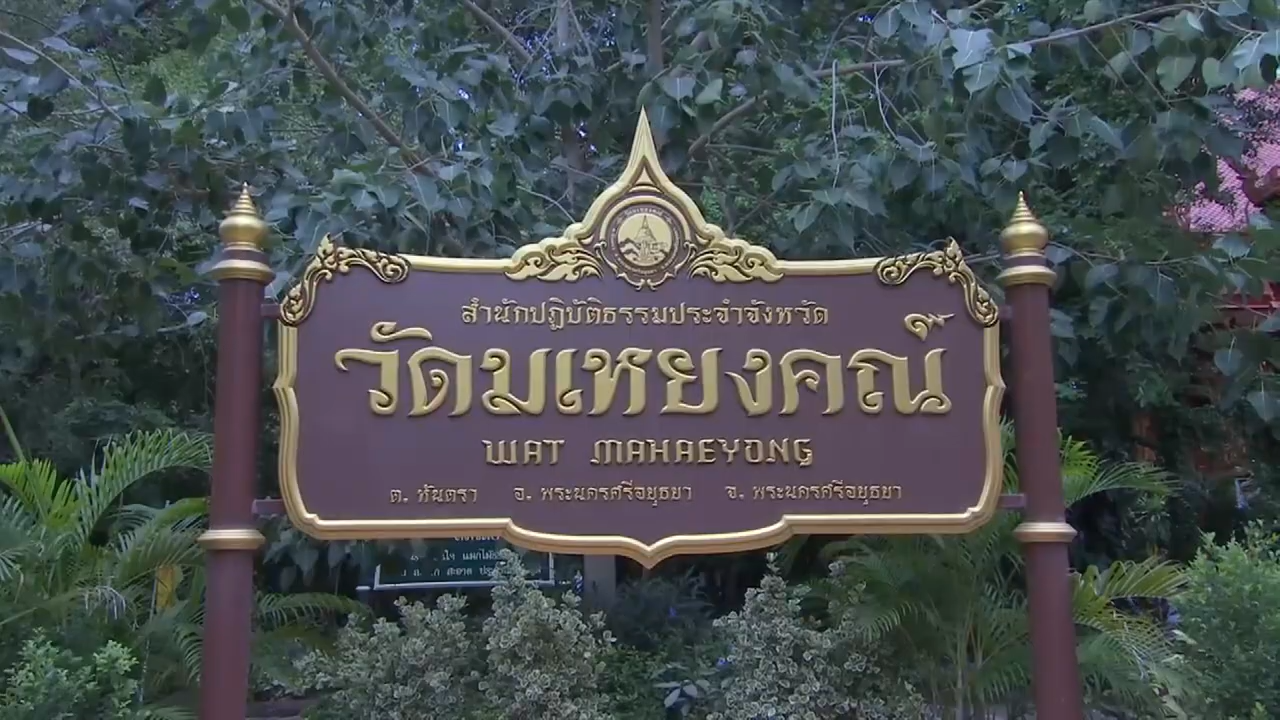 สำนักปฏิบัติธรรมประจำจังหวัด
วัดมเหยงคณ์
WAT MAHAEYONG
ต. หันตรา อ. พระนครศรีอยุธยา จ. พระนครศรีอยุธยา